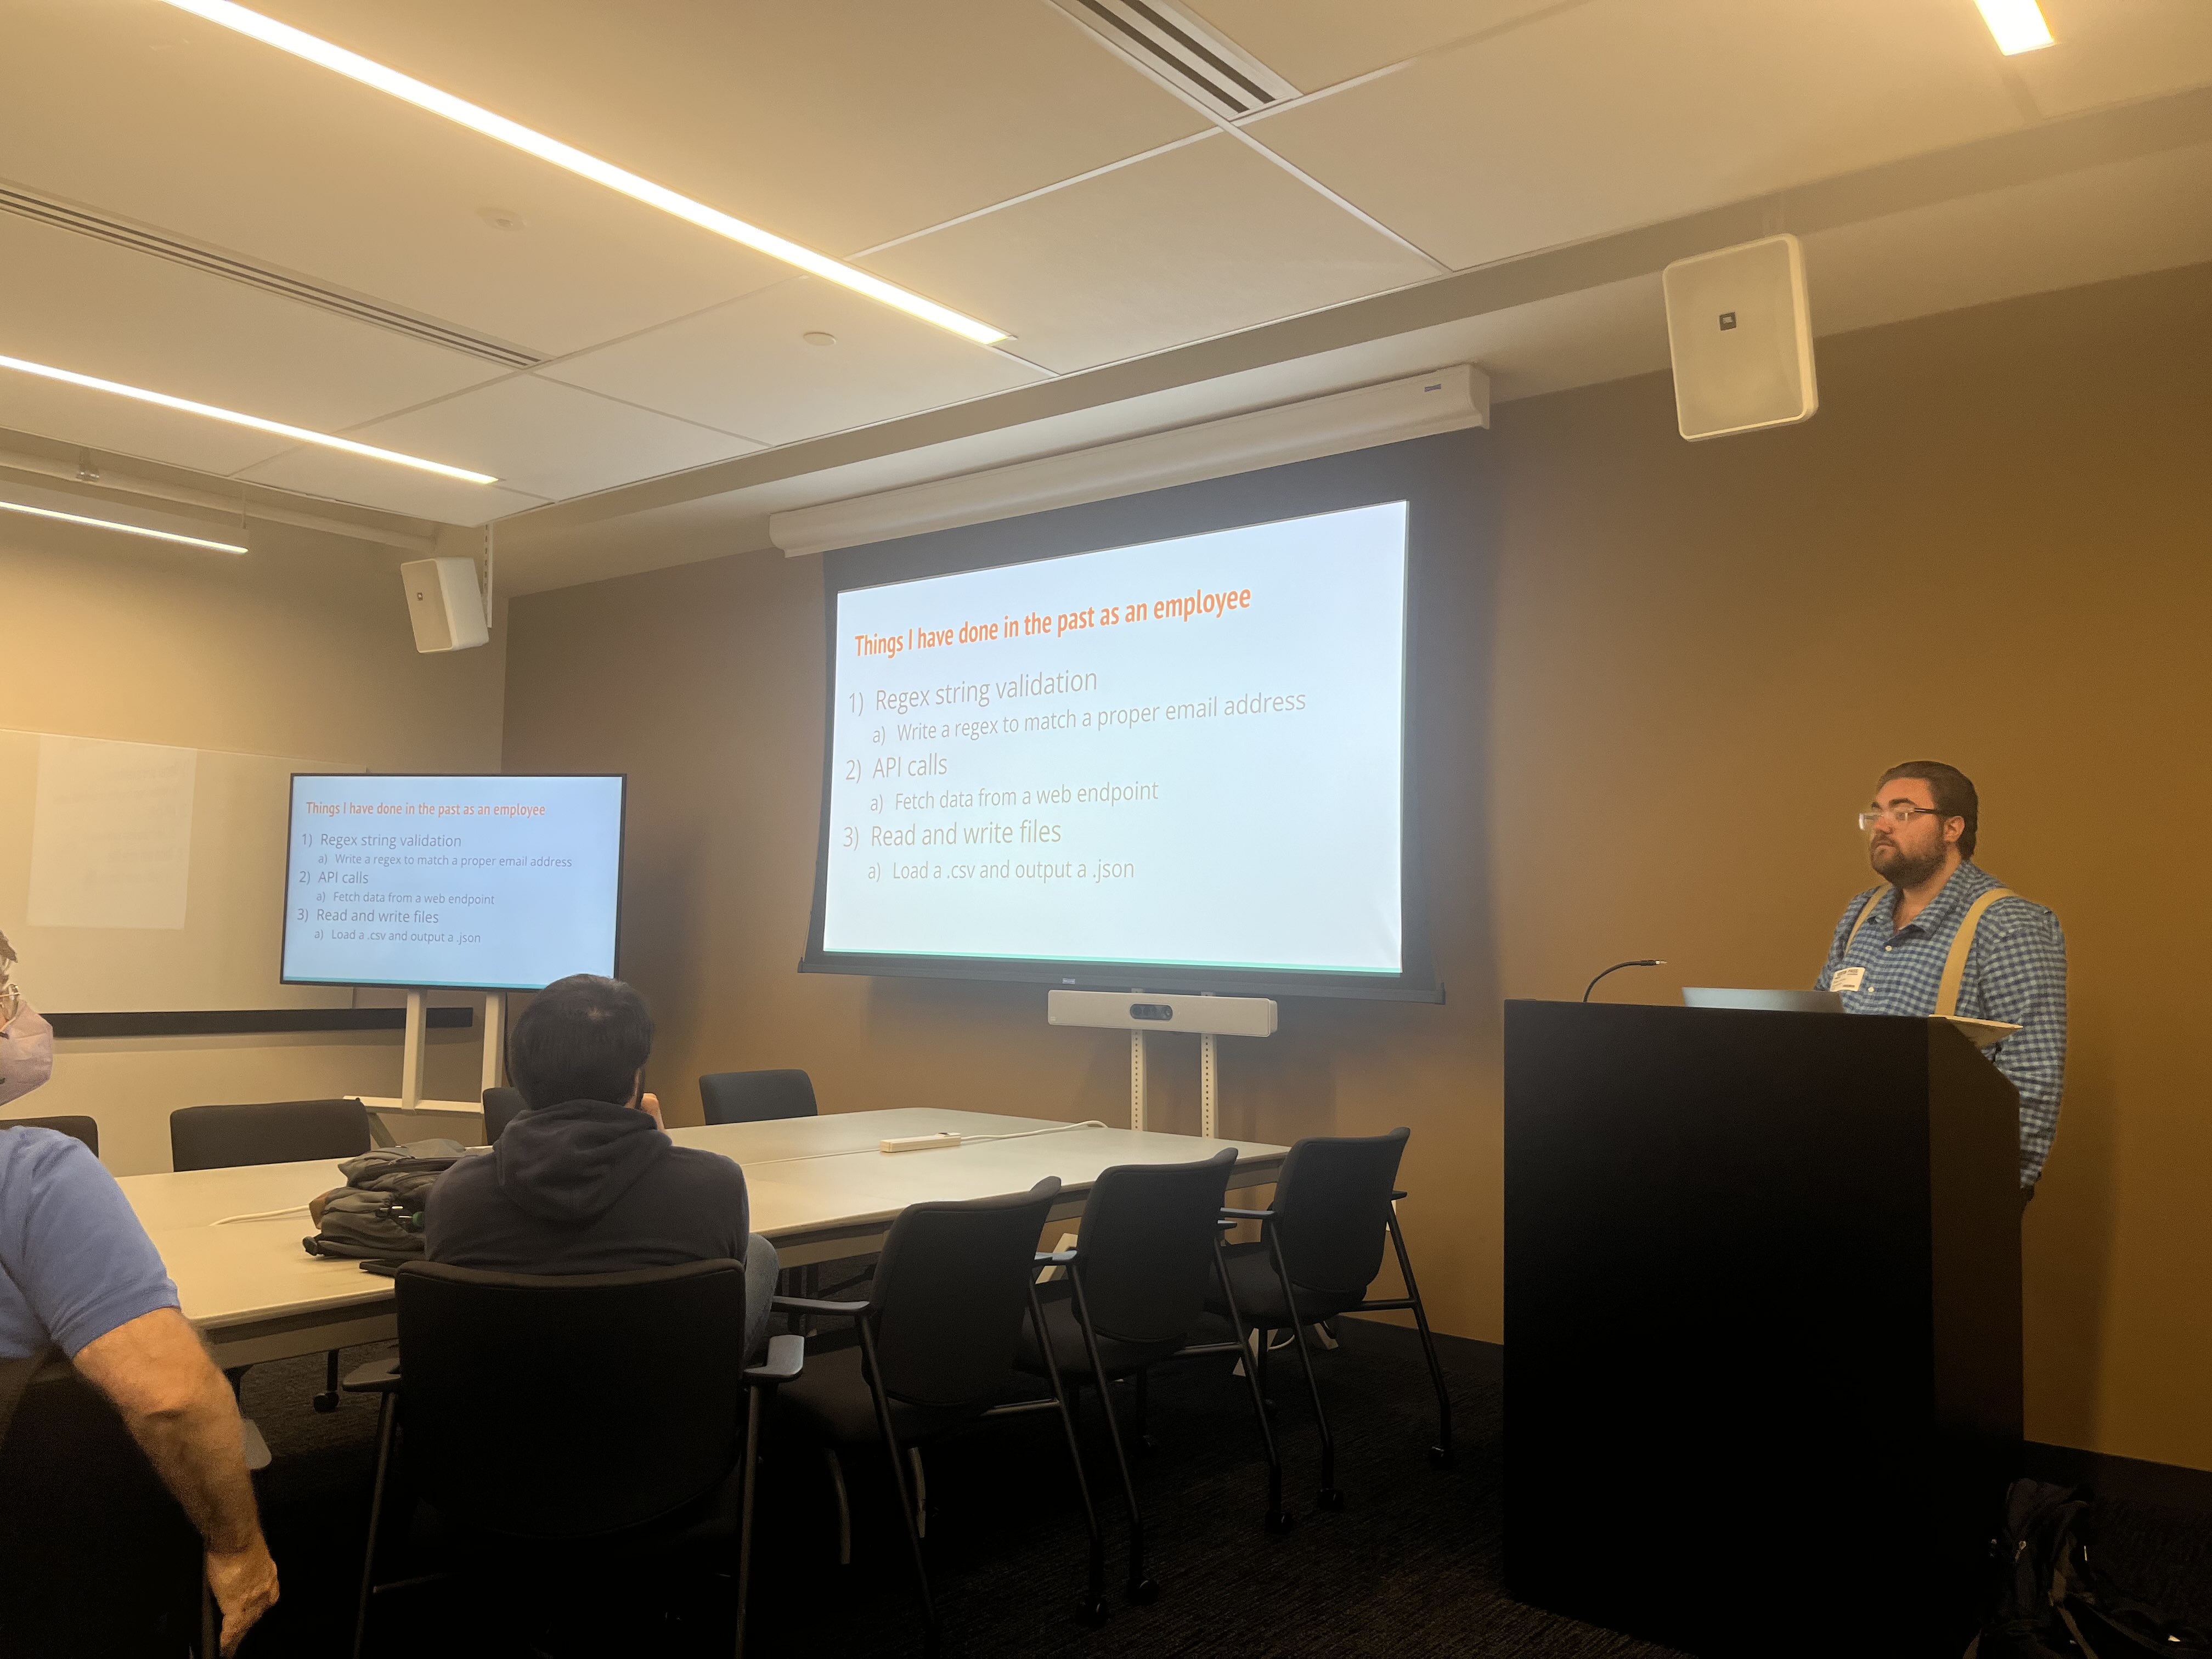 Things I have done in the past as an employee
1) Regex string validation
a) Write a regex to match a proper email address
2) API calls
a) Fetch data from a web endpoint
3) Read and write files
a) Load a .csv and output a .json
Things I have done in the past as an employee
1) Regex string validation
a) Write a regex to match a proper email address
2) API calls
a) Fetch data from a web endpoint
3) Read and write files
a) Load a .csv and output a .json